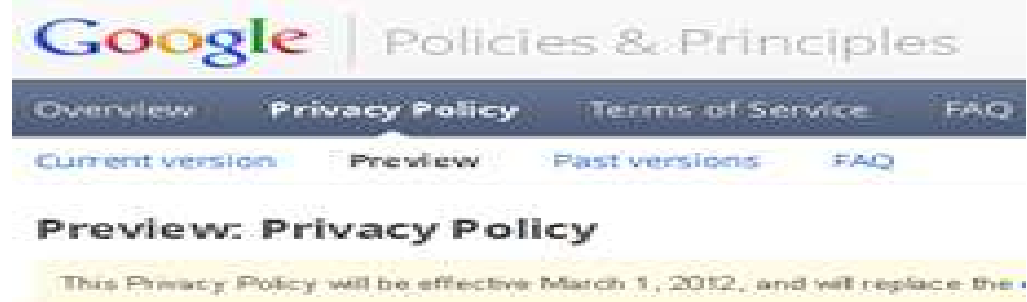 Google Policies & Principles
Overview Privacy Policy Terms of Service FAQ
Current version Preview Past versions FAQ
Preview: Privacy Policy
This Privacy Policy will be effective March 1, 2012, and will replace the